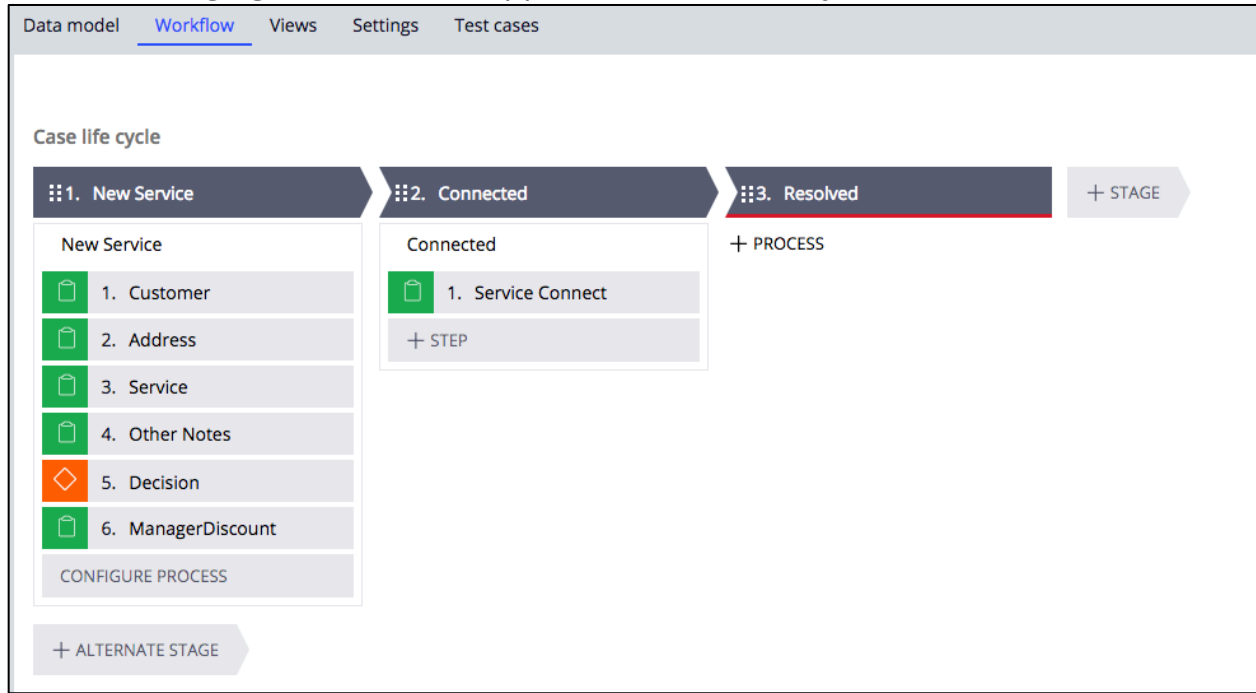 Data model Workflow Views Settings Test cases
Case life cycle
1. New Service
2. Connected
3. Resolved
+ STAGE
New Service
1. Customer
2. Address
3. Service
4. Other Notes
5. Decision
6. ManagerDiscount
CONFIGURE PROCESS
Connected
1. Service Connect
+ STEP
+ PROCESS
+ ALTERNATE STAGE